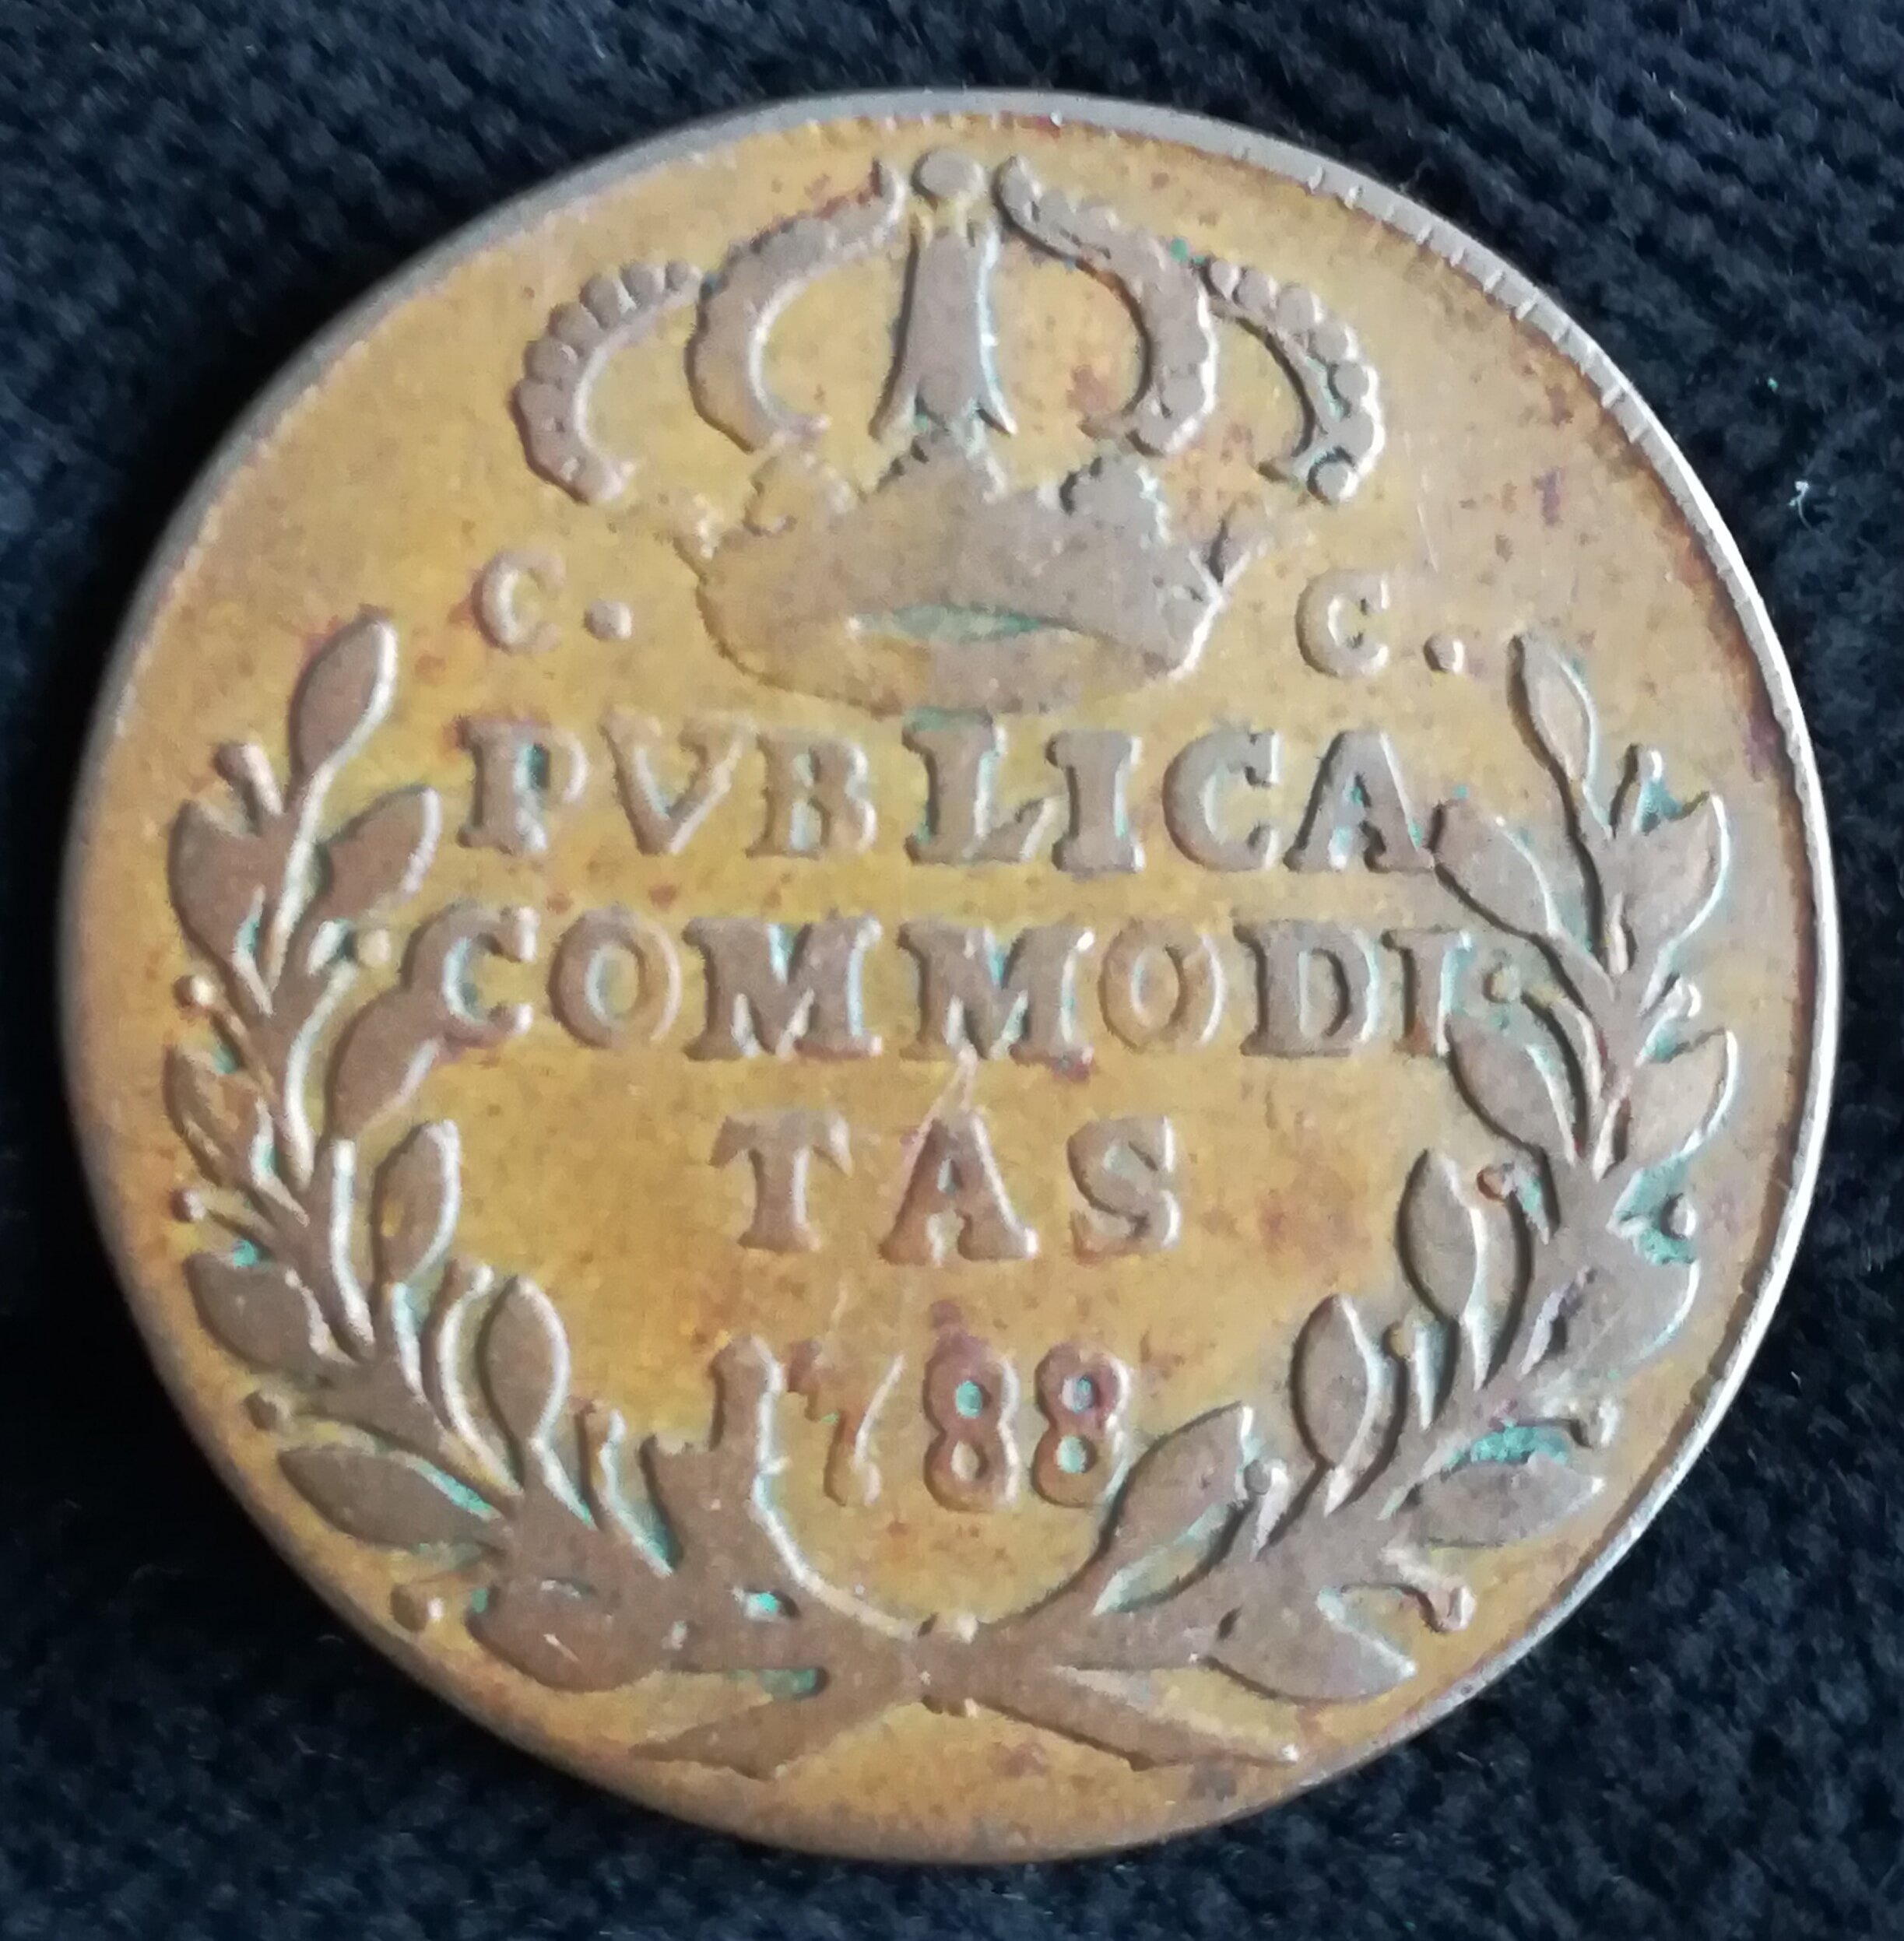 C. C.
PVBLICA
COMMODI
TAS
1788